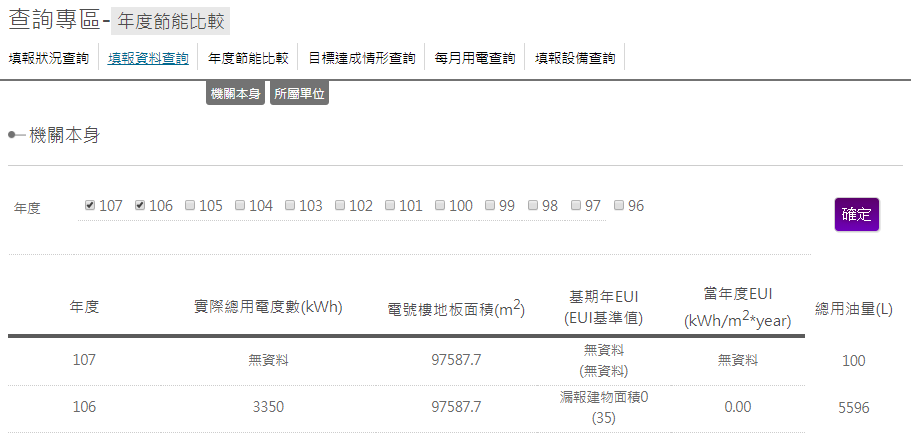 查詢專區-年度節能比較
填報狀況查詢 填報資料查詢 年度節能比較 目標達成情形查詢 每月用電查詢 填報設備查詢
機關本身 所屬單位
機關本身
年度 107 106 105 104 103 102 101 100 99 98 97 96 確定
年度 實際總用電度數(kWh) 電號樓地板面積(m²) 基期年EUI 當年度EUI 總用油量(L)
(EUI基準值) (kWh/m²*year)
107 無資料 97587.7 無資料 無資料 100
(無資料)
106 3350 97587.7 漏報建物面積0 0.00 5596
(35)